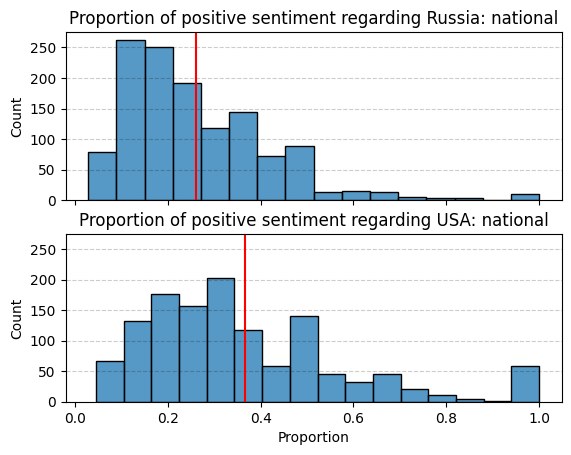 Proportion of positive sentiment regarding Russia: national
250
200
150
100
50
0
Count
Proportion of positive sentiment regarding USA: national
250
200
150
100
50
0
Count
0.0 0.2 0.4 0.6 0.8 1.0
Proportion